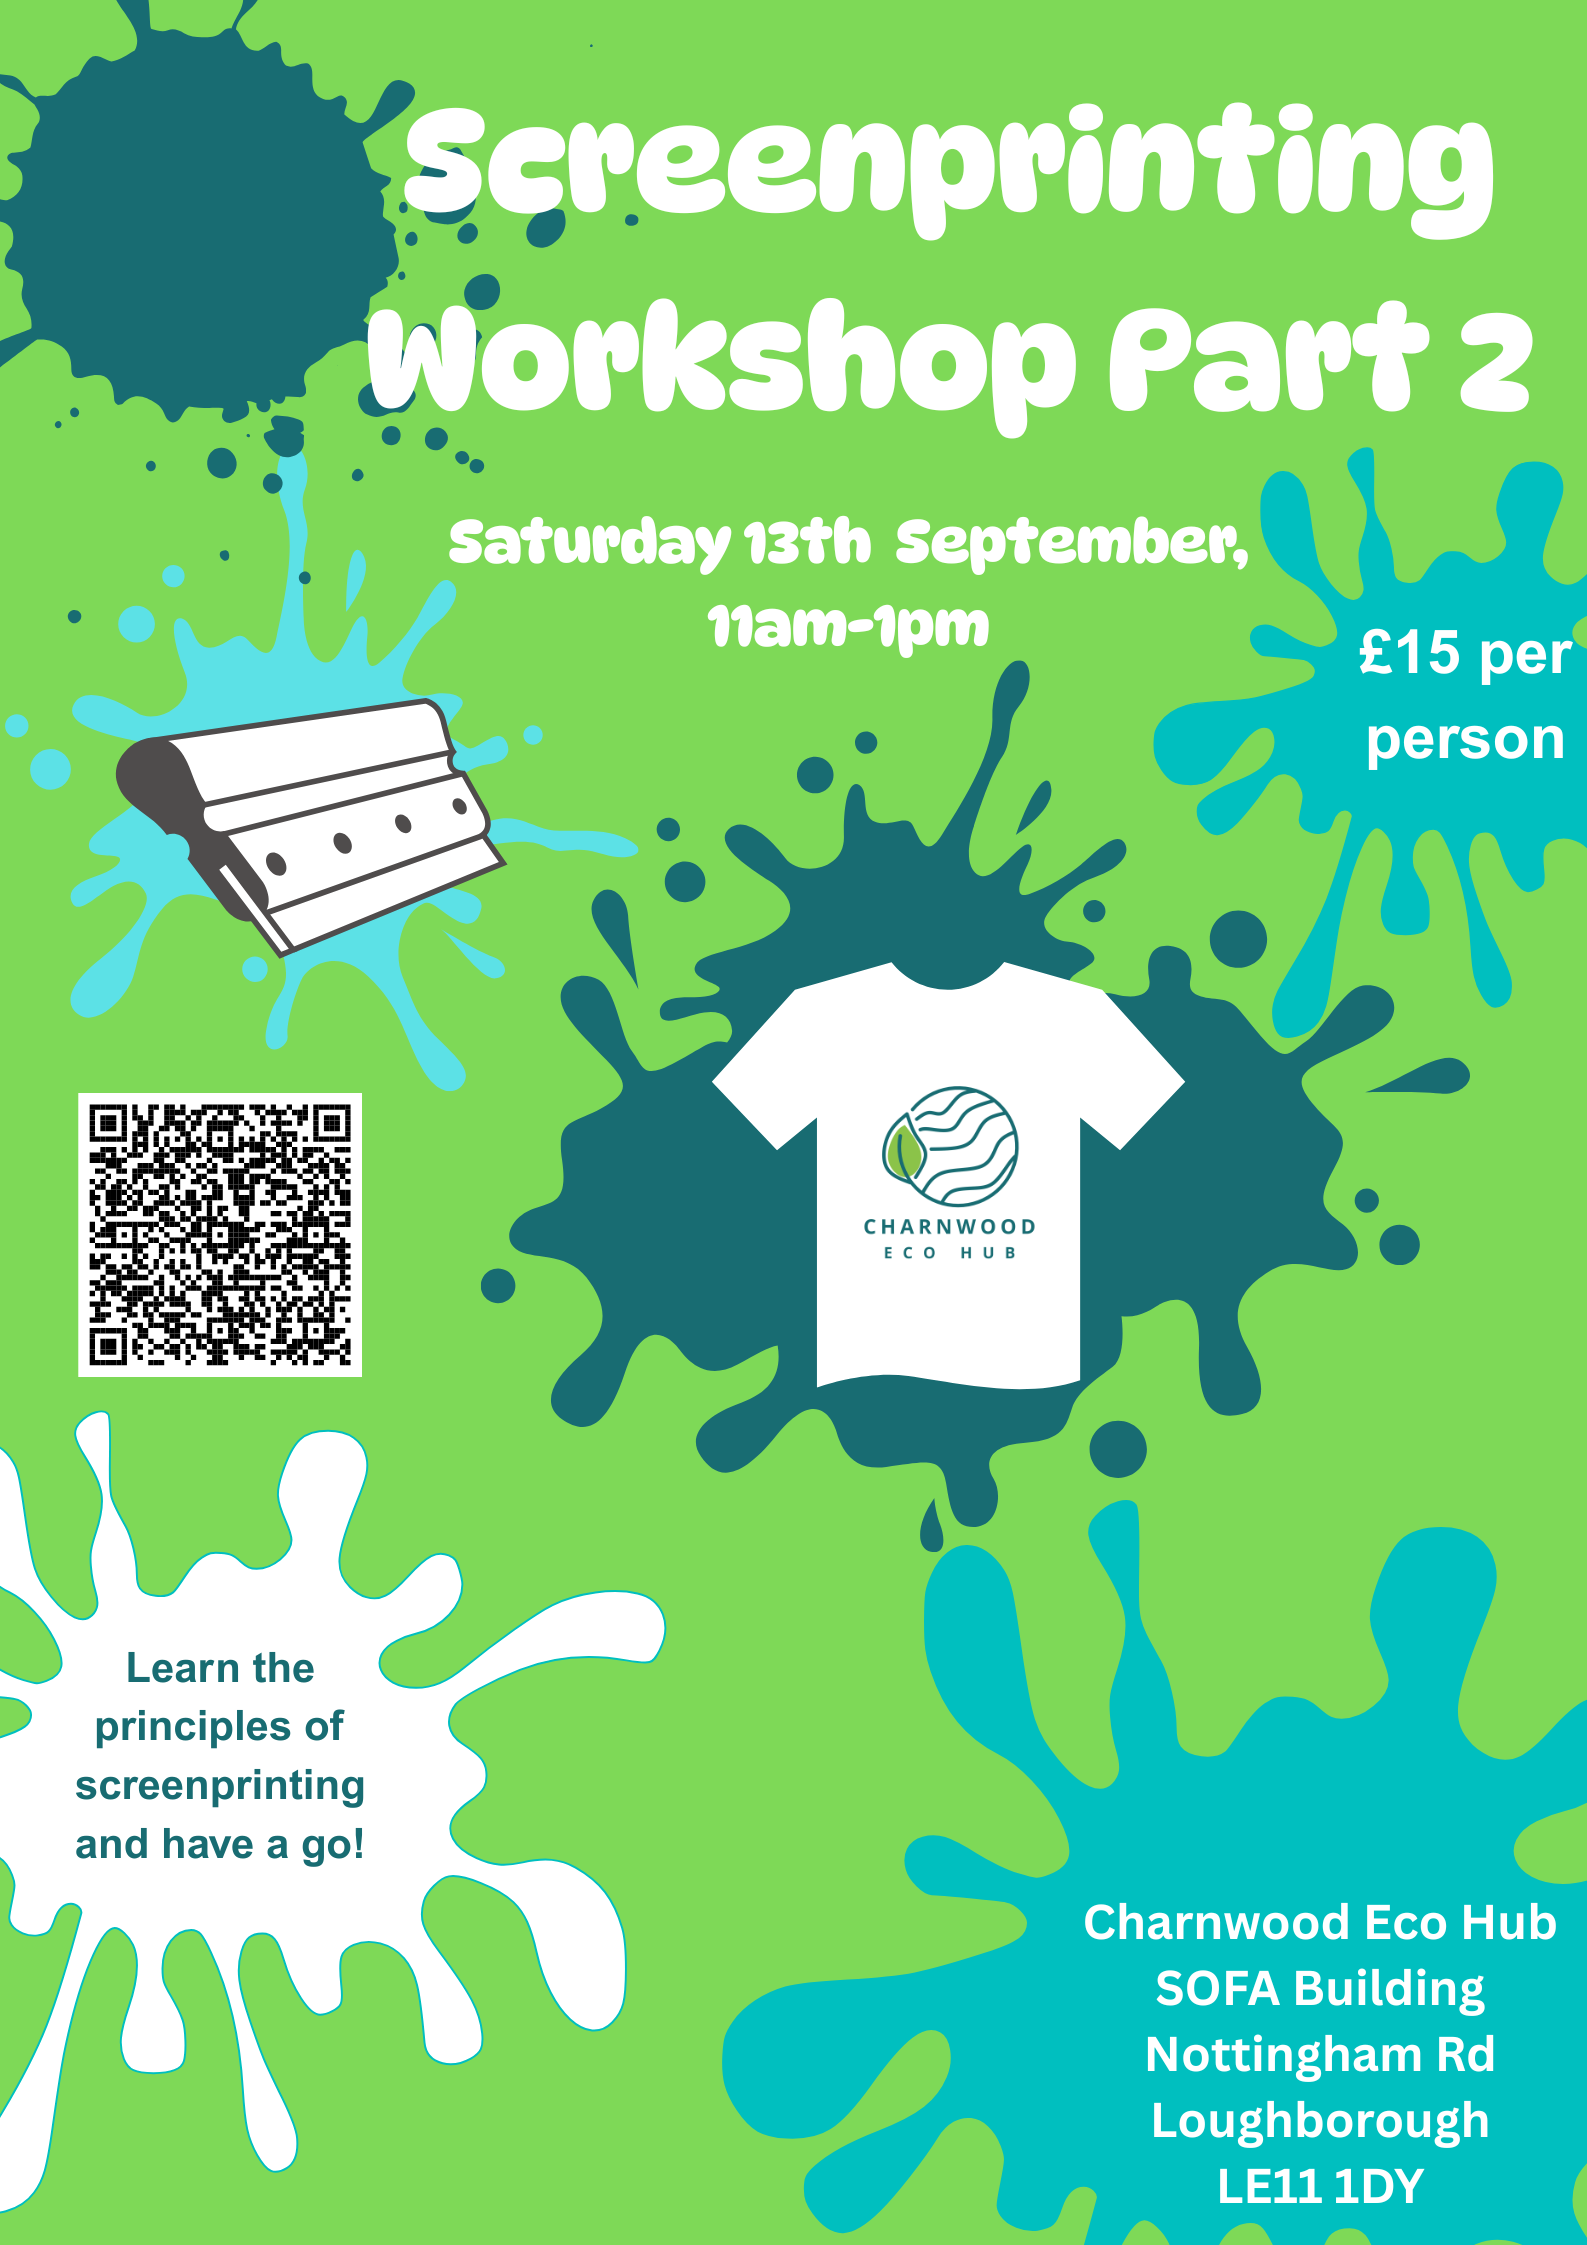 Screenprinting
Workshop Part 2
Saturday 13th September,
11am-1pm
£15 per
person
CHARNWOOD
ECO HUB
Learn the
principles of
screenprinting
and have a go!
Charnwood Eco Hub
SOFA Building
Nottingham Rd
Loughborough
LE11 1DY